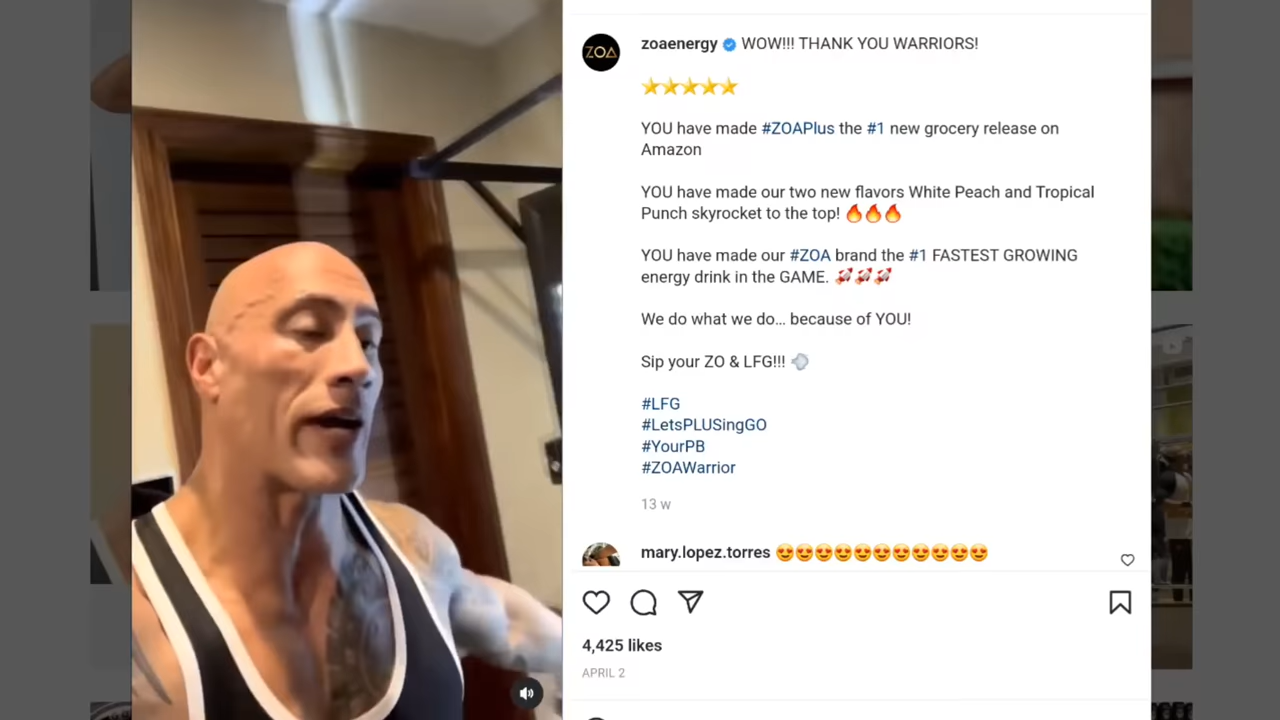 ZOA
zoaenergy WOW!!! THANK YOU WARRIORS!
⭐⭐⭐⭐⭐
YOU have made #ZOAPlus the #1 new grocery release on
Amazon
YOU have made our two new flavors White Peach and Tropical
Punch skyrocket to the top! 🔥🔥🔥
YOU have made our #ZOA brand the #1 FASTEST GROWING
energy drink in the GAME. 🚀🚀🚀
We do what we do... because of YOU!
Sip your ZO & LFG!!! 💨
#LFG
#LetsPLUSingGO
#YourPB
#ZOAWarrior
13 w
mary.lopez.torres 😍😍😍😍😍😍😍😍😍😍😍
4,425 likes
APRIL 2